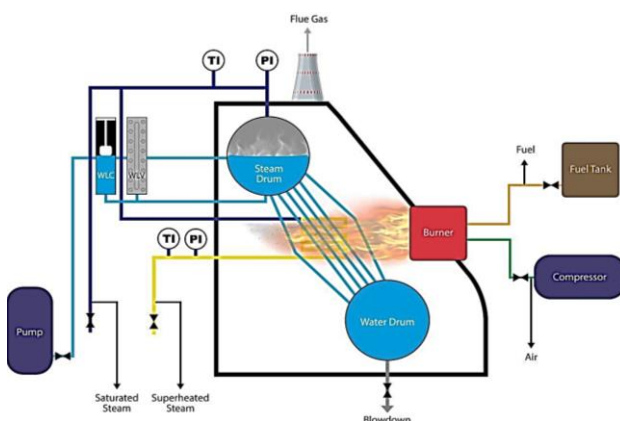 Flue Gas
TI
PI
Fuel
Fuel Tank
WLC
WLV
Steam
Drum
Burner
TI
PI
Compressor
Pump
Water Drum
Air
Saturated
Steam
Superheated
Steam
Blowdown